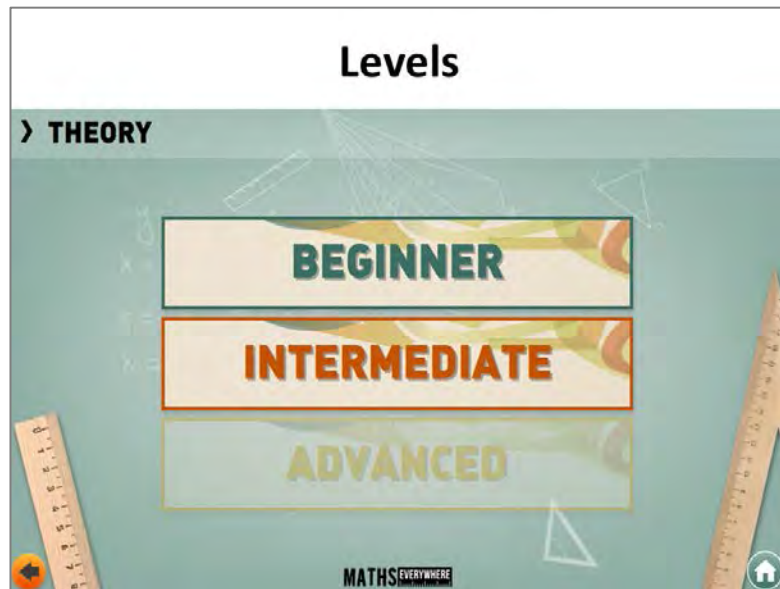 Levels
❯ THEORY
BEGINNER
INTERMEDIATE
ADVANCED
MATHS EVERYWHERE